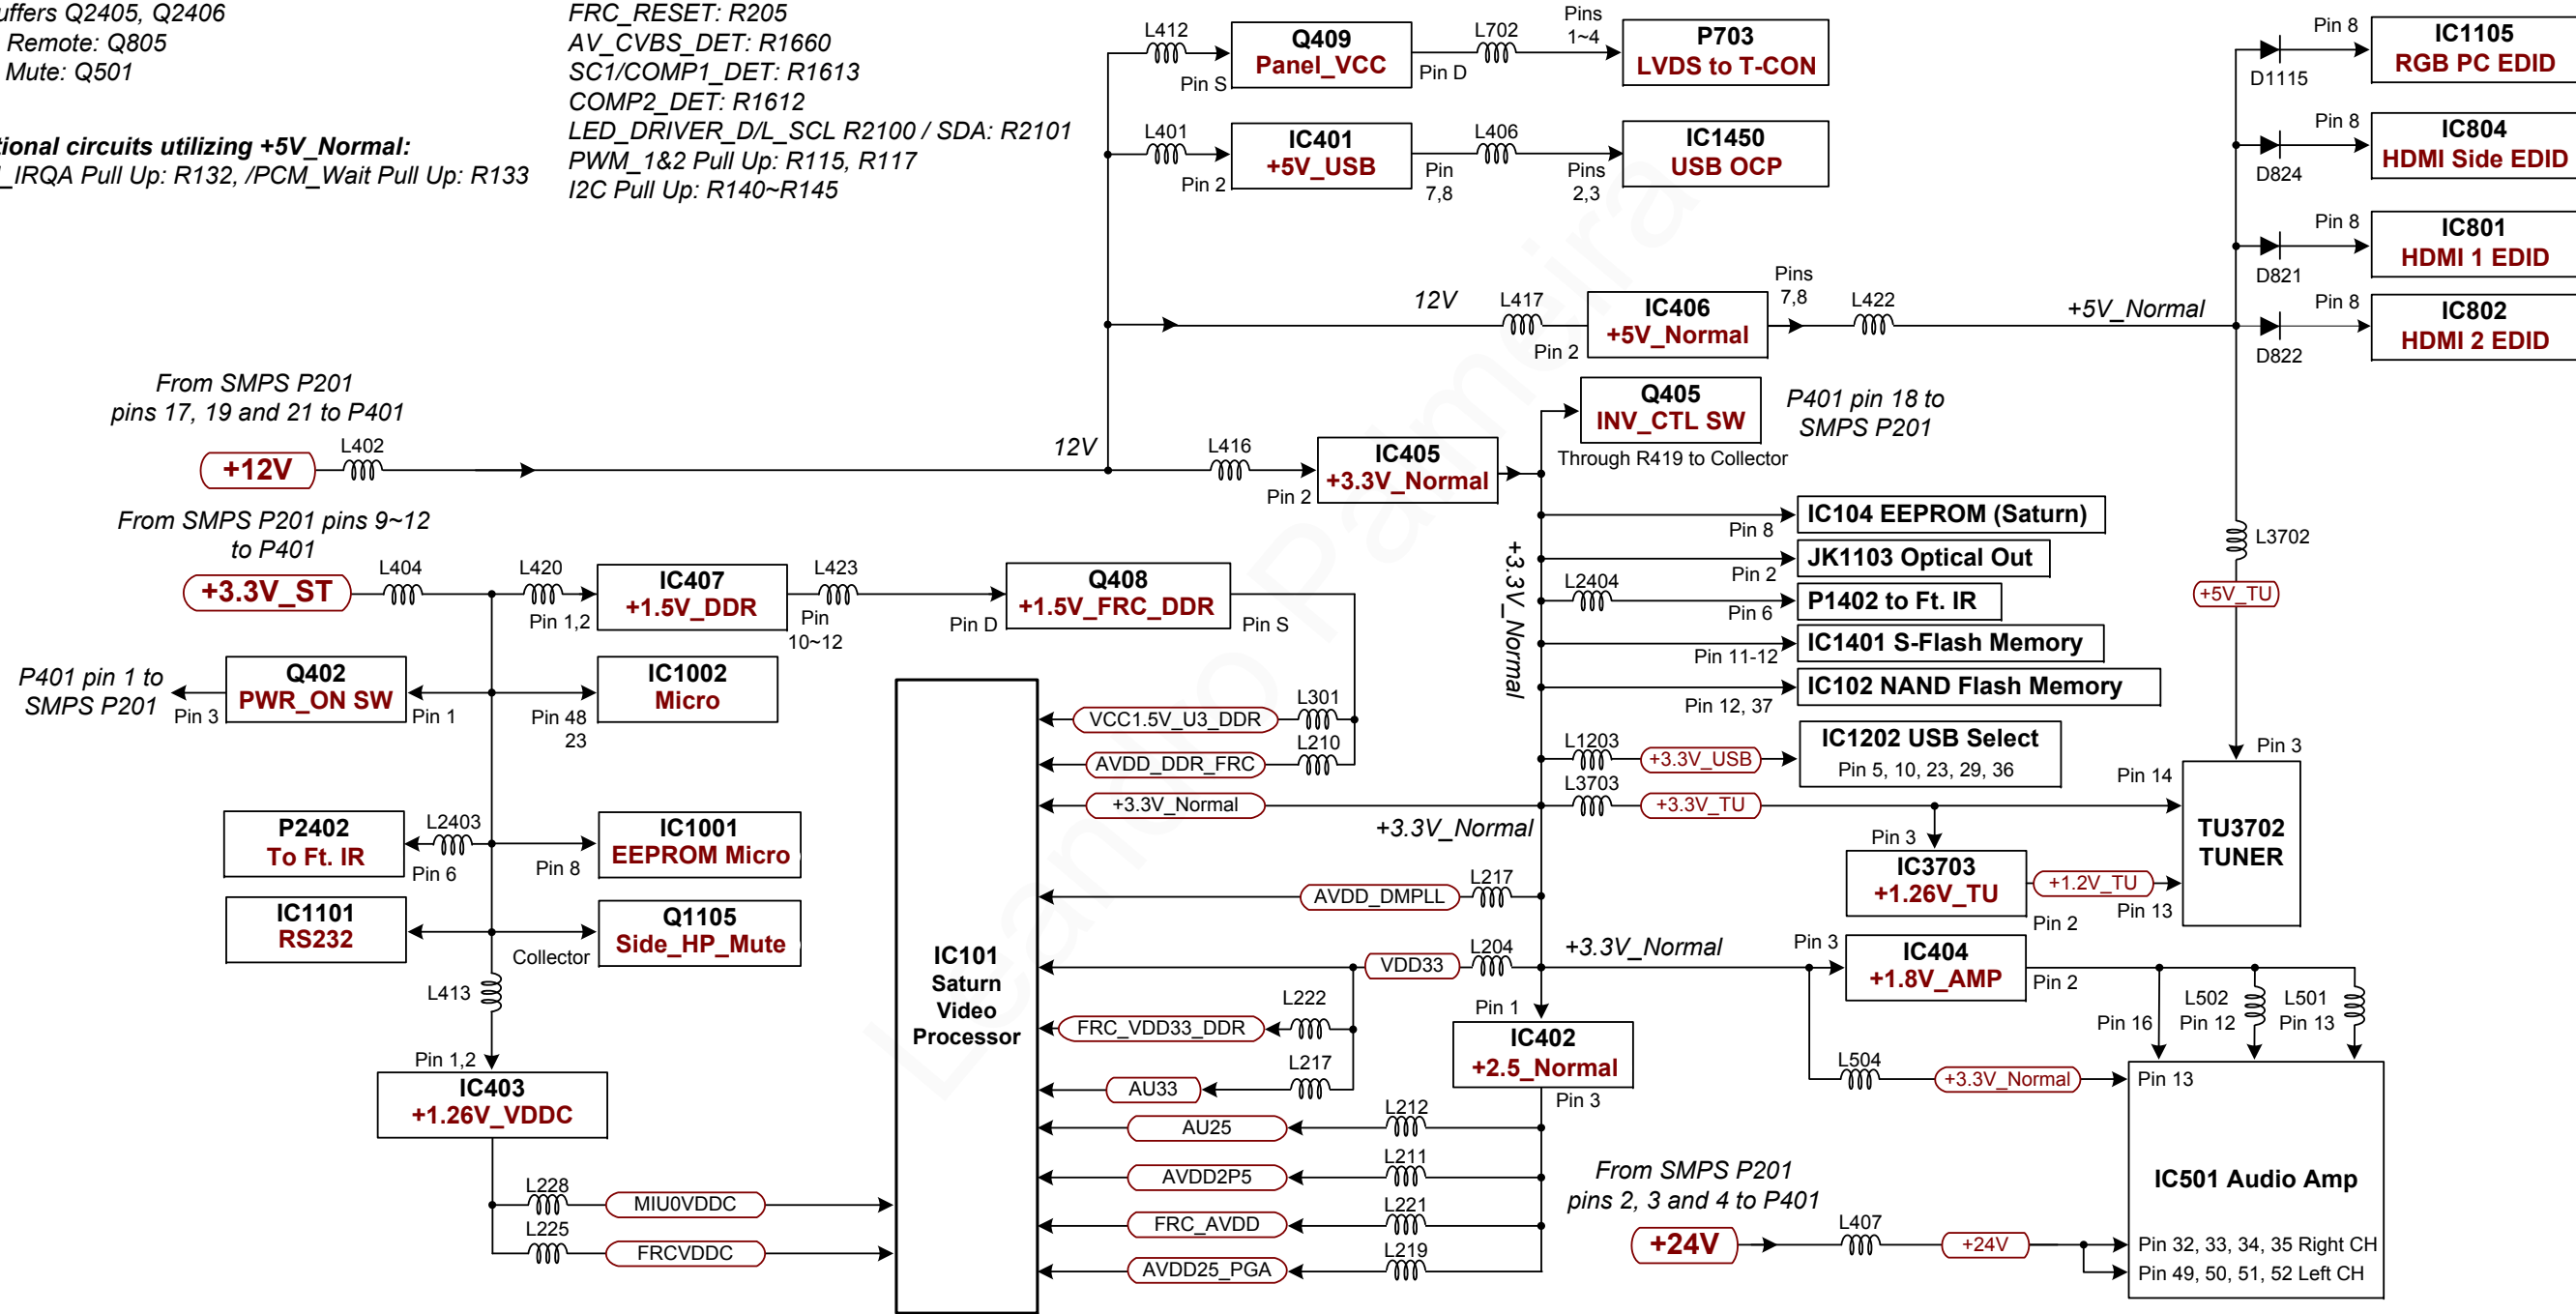 uffers Q2405, Q2406
Remote: Q805
Mute: Q501
tional circuits utilizing +5V_Normal:
_IRQA Pull Up: R132, /PCM_Wait Pull Up: R133
FRC_RESET: R205
AV_CVBS_DET: R1660
SC1/COMP1_DET: R1613
COMP2_DET: R1612
LED_DRIVER_D/L_SCL R2100 / SDA: R2101
PWM_1&2 Pull Up: R115, R117
I2C Pull Up: R140~R145
L412
Pin S
Q409
Panel_VCC
Pin D
L702
Pins
1~4
P703
LVDS to T-CON
L401
Pin 2
IC401
+5V_USB
Pin
7,8
L406
Pins
2,3
IC1450
USB OCP
Pin 8
D1115
IC1105
RGB PC EDID
Pin 8
D824
IC804
HDMI Side EDID
Pin 8
D821
IC801
HDMI 1 EDID
Pin 8
D822
IC802
HDMI 2 EDID
12V
L417
Pin 2
IC406
+5V_Normal
Pins
7,8
L422
+5V_Normal
From SMPS P201
pins 17, 19 and 21 to P401
+12V
L402
12V
L416
Pin 2
IC405
+3.3V_Normal
Q405
INV_CTL SW
P401 pin 18 to
SMPS P201
Through R419 to Collector
From SMPS P201 pins 9~12
to P401
+3.3V_ST
L404
L420
Pin 1,2
IC407
+1.5V_DDR
L423
Pin
10~12
Pin D
Q408
+1.5V_FRC_DDR
Pin S
+3.3V_Normal
Pin 8
IC104 EEPROM (Saturn)
Pin 2
JK1103 Optical Out
L2404
Pin 6
P1402 to Ft. IR
Pin 11-12
IC1401 S-Flash Memory
Pin 12, 37
IC102 NAND Flash Memory
L3702
+5V_TU
Pin 3
P401 pin 1 to
SMPS P201
Pin 3
Q402
PWR_ON SW
Pin 1
Pin 48
23
IC1002
Micro
L301
VCC1.5V_U3_DDR
L210
AVDD_DDR_FRC
+3.3V_Normal
+3.3V_Normal
L1203
+3.3V_USB
IC1202 USB Select
Pin 5, 10, 23, 29, 36
L3703
+3.3V_TU
Pin 14
TU3702
TUNER
Pin 3
IC3703
+1.26V_TU
Pin 2
+1.2V_TU
Pin 13
P2402
To Ft. IR
L2403
Pin 6
Pin 8
IC1001
EEPROM Micro
IC1101
RS232
Collector
Q1105
Side_HP_Mute
L413
Pin 1,2
IC403
+1.26V_VDDC
L228
MIU0VDDC
L225
FRCVDDC
IC101
Saturn
Video
Processor
AVDD_DMPLL
L217
VDD33
L204
+3.3V_Normal
Pin 3
IC404
+1.8V_AMP
Pin 2
L222
FRC_VDD33_DDR
L217
AU33
Pin 1
IC402
+2.5_Normal
Pin 3
L212
AU25
L211
AVDD2P5
L221
FRC_AVDD
L219
AVDD25_PGA
Pin 16
L502
Pin 12
L501
Pin 13
L504
+3.3V_Normal
Pin 13
IC501 Audio Amp
From SMPS P201
pins 2, 3 and 4 to P401
+24V
L407
+24V
Pin 32, 33, 34, 35 Right CH
Pin 49, 50, 51, 52 Left CH
Leandro Palmeira